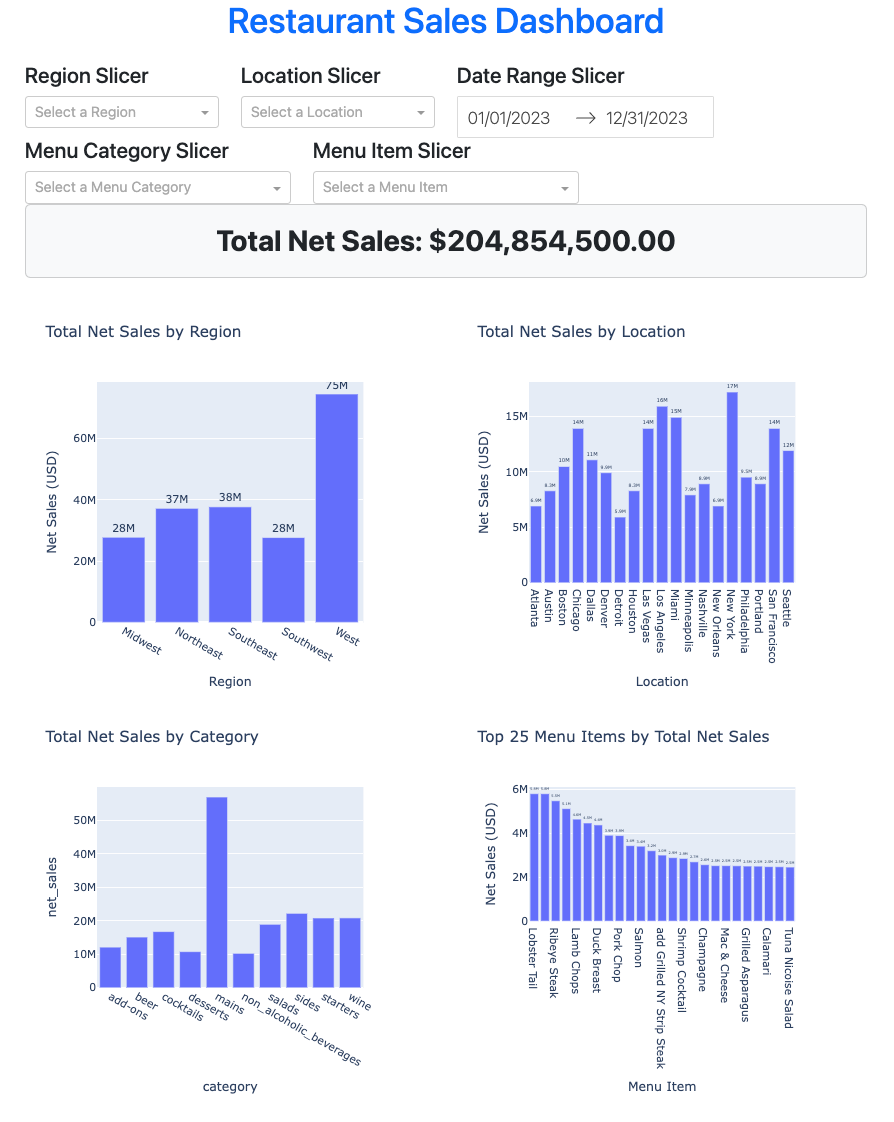 Restaurant Sales Dashboard
Region Slicer
Location Slicer
Date Range Slicer
Select a Region
Select a Location
01/01/2023 → 12/31/2023
Menu Category Slicer
Menu Item Slicer
Select a Menu Category
Select a Menu Item
Total Net Sales: $204,854,500.00
Total Net Sales by Region
Net Sales (USD)
60M
40M
20M
0
28M
37M
38M
28M
75M
Midwest
Northeast
Southeast
Southwest
West
Region
Total Net Sales by Location
Net Sales (USD)
15M
10M
5M
0
6.9M
8.3M
10M
14M
11M
9.9M
5.9M
8.3M
14M
16M
15M
7.9M
8.9M
6.9M
17M
9.5M
8.9M
14M
12M
Atlanta
Austin
Boston
Chicago
Dallas
Denver
Detroit
Houston
Las Vegas
Los Angeles
Miami
Minneapolis
Nashville
New Orleans
New York
Philadelphia
Portland
San Francisco
Seattle
Location
Total Net Sales by Category
net_sales
50M
40M
30M
20M
10M
0
add-ons
beer
cocktails
desserts
mains
non_alcoholic_beverages
salads
sides
starters
wine
category
Top 25 Menu Items by Total Net Sales
Net Sales (USD)
6M
4M
2M
0
Lobster Tail
Ribeye Steak
Lamb Chops
Duck Breast
Pork Chop
Salmon
add Grilled NY Strip Steak
Shrimp Cocktail
Champagne
Mac & Cheese
Grilled Asparagus
Calamari
Tuna Nicoise Salad
Menu Item